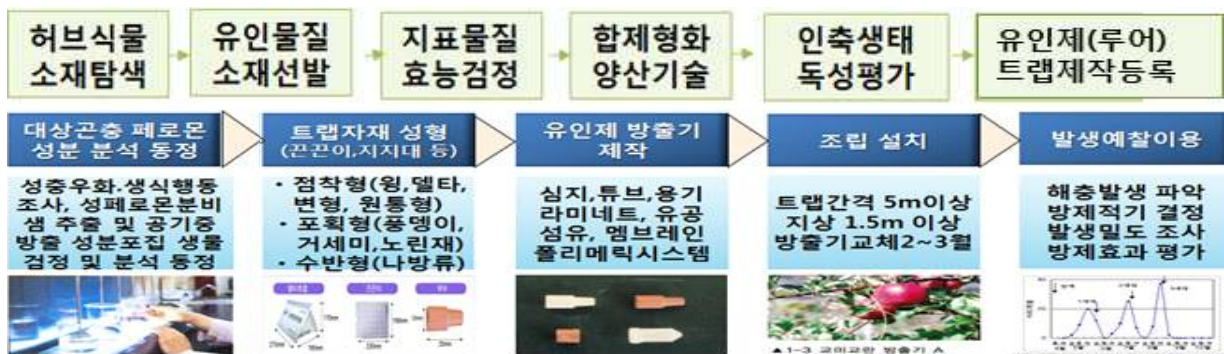 허브식물
소재탐색
유인물질
소재선발
지표물질
효능검정
합제형화
양산기술
인축생태
독성평가
유인제(루어)
트랩제작등록
대상곤충 페로몬
성분 분석 동정
트랩자재 성형
(끈끈이,지지대 등)
유인제 방출기
제작
조립 설치
발생예찰이용
성충우화.생식행동
조사, 성페로몬분비
샘 추출 및 공기중
방출 성분포집 생물
검정 및 분석 동정
• 점착형(윙,델타,
변형, 원통형)
• 포획형(풍뎅이,
거세미,노린재)
• 수반형(나방류)
심지,튜브,용기
라미네트, 유공
섬유, 멤브레인
폴리메릭시스템
트랩간격 5m이상
지상 1.5m 이상
방출기교체2~3월
해충발생 파악
방제적기 결정
발생밀도 조사
방제효과 평가
▲1-3 교미교란 방출기 A